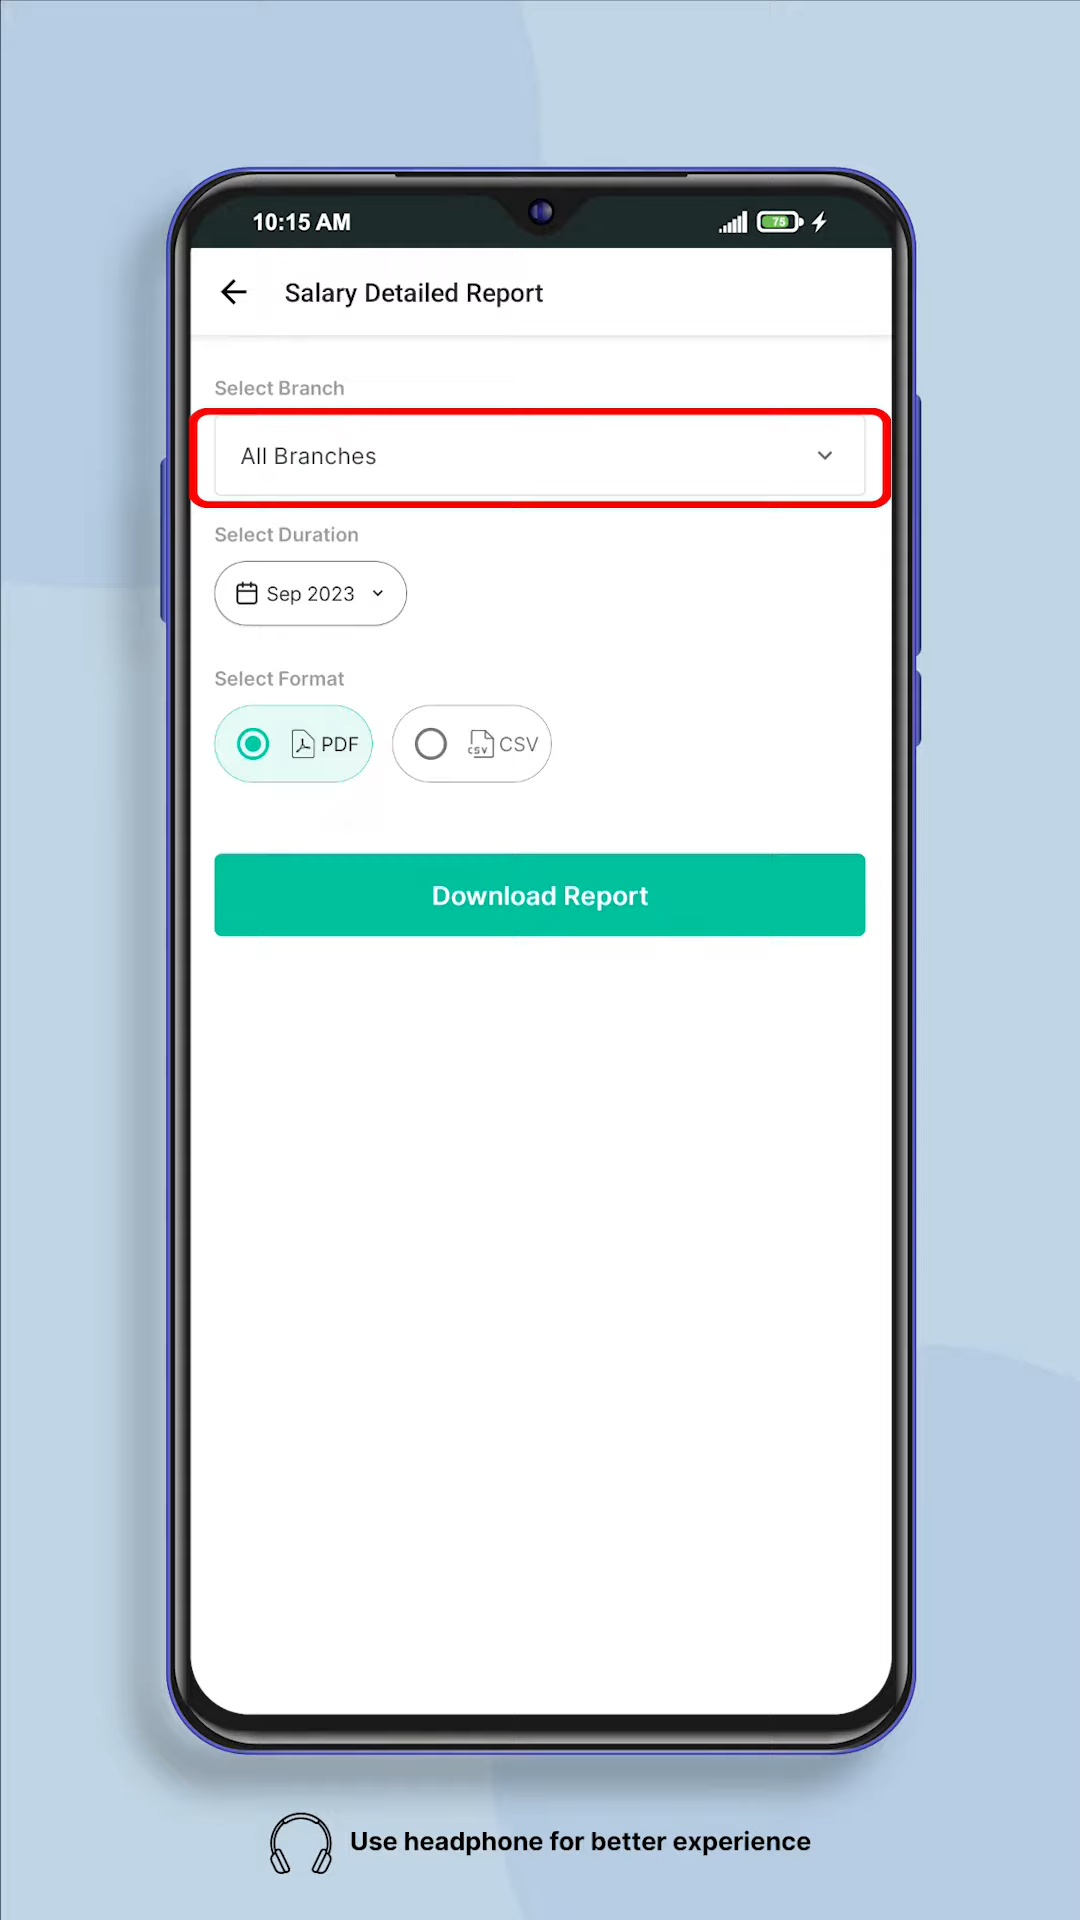 10:15 AM
75
Salary Detailed Report
Select Branch
All Branches
Select Duration
Sep 2023
Select Format
PDF
CSV CSV
Download Report
Use headphone for better experience